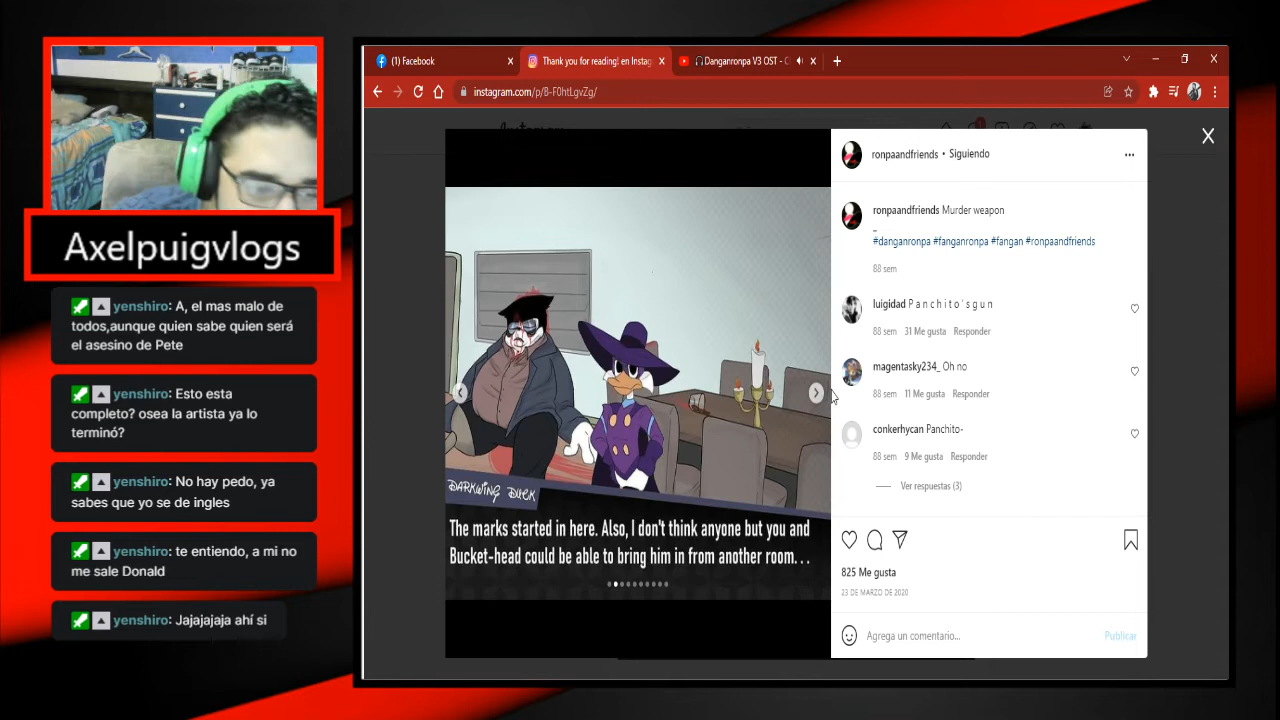 Axelpuigvlogs
yenshiro: A, el mas malo de
todos,aunque quien sabe quien será
el asesino de Pete
yenshiro: Esto esta
completo? osea la artista ya lo
terminó?
yenshiro: No hay pedo, ya
sabes que yo se de ingles
yenshiro: te entiendo, a mi no
me sale Donald
yenshiro: Jajajajaja ahí si
(1) Facebook
Thank you for reading! en Instag
Danganronpa V3 OST -
instagram.com/p/B-F0htLgvZg/
DARKWING DUCK
The marks started in here. Also, I don't think anyone but you and
Bucket-head could be able to bring him in from another room. . .
ronpaandfriends • Siguiendo
ronpaandfriends Murder weapon
_
#danganronpa #fanganronpa #fangan #ronpaandfriends
88 sem
luigidad P a n c h i t o ' s g u n
88 sem 31 Me gusta Responder
magentasky234_ Oh no
88 sem 11 Me gusta Responder
conkerhycan Panchito-
88 sem 9 Me gusta Responder
Ver respuestas (3)
825 Me gusta
23 DE MARZO DE 2020
Agrega un comentario...
Publicar